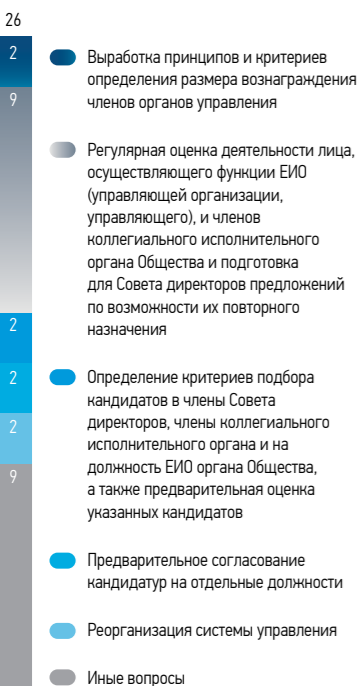 26
2
Выработка принципов и критериев
определения размера вознаграждения
членов органов управления
9
Регулярная оценка деятельности лица,
осуществляющего функции ЕИО
(управляющей организации,
управляющего), и членов
коллегиального исполнительного
органа Общества и подготовка
для Совета директоров предложений
по возможности их повторного
назначения
2
2
Определение критериев подбора
кандидатов в члены Совета
директоров, члены коллегиального
исполнительного органа и на
должность ЕИО органа Общества,
а также предварительная оценка
указанных кандидатов
2
9
Предварительное согласование
кандидатур на отдельные должности
Реорганизация системы управления
Иные вопросы